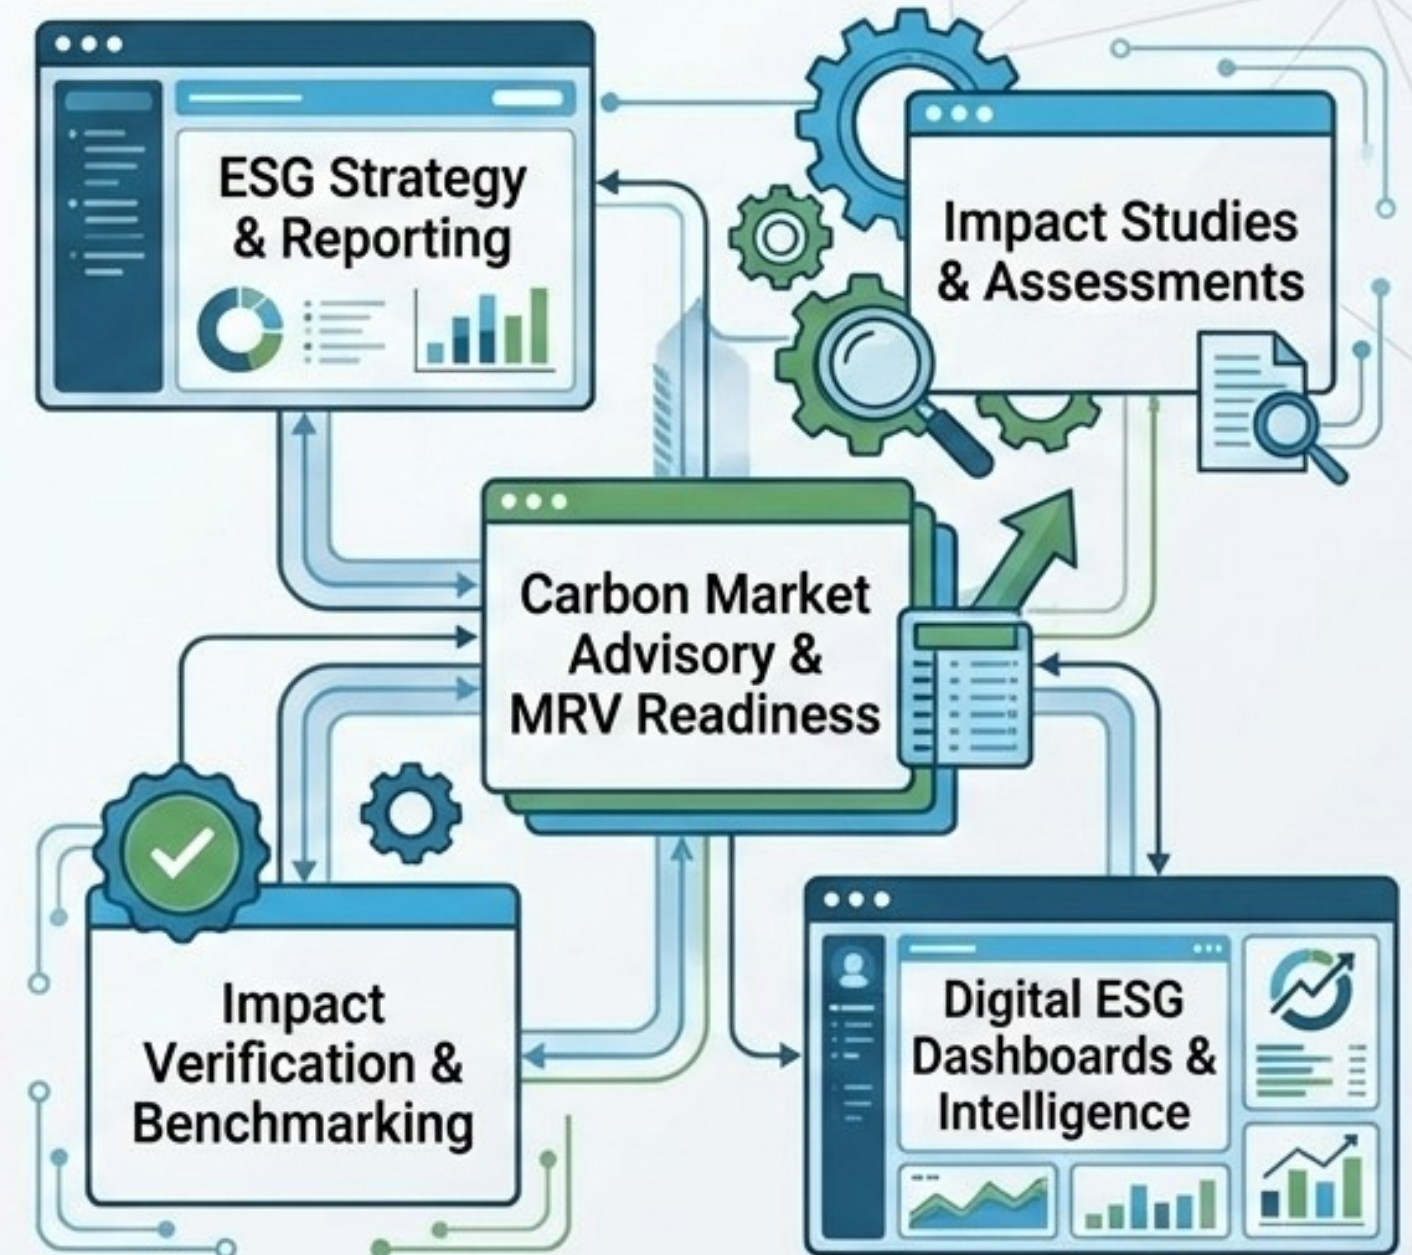 ESG Strategy
& Reporting
Impact Studies
& Assessments
Carbon Market
Advisory &
MRV Readiness
Impact
Verification &
Benchmarking
Digital ESG
Dashboards &
Intelligence